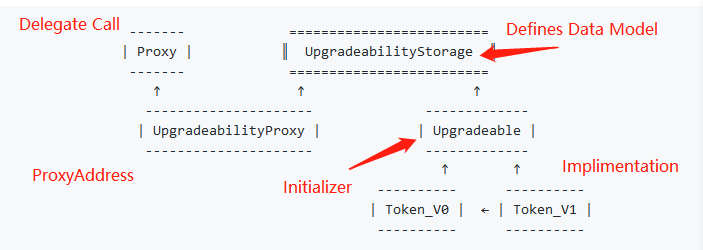 Delegate Call
Defines Data Model
------- =========================
| Proxy | ║ UpgradeabilityStorage ║
------- =========================
↑ ↑ ↑
--------------------- -------------
| UpgradeabilityProxy | | Upgradeable |
--------------------- -------------
ProxyAddress
Initializer
Implimentation
↑ ↑
---------- ----------
| Token_V0 | ← | Token_V1 |
---------- ----------